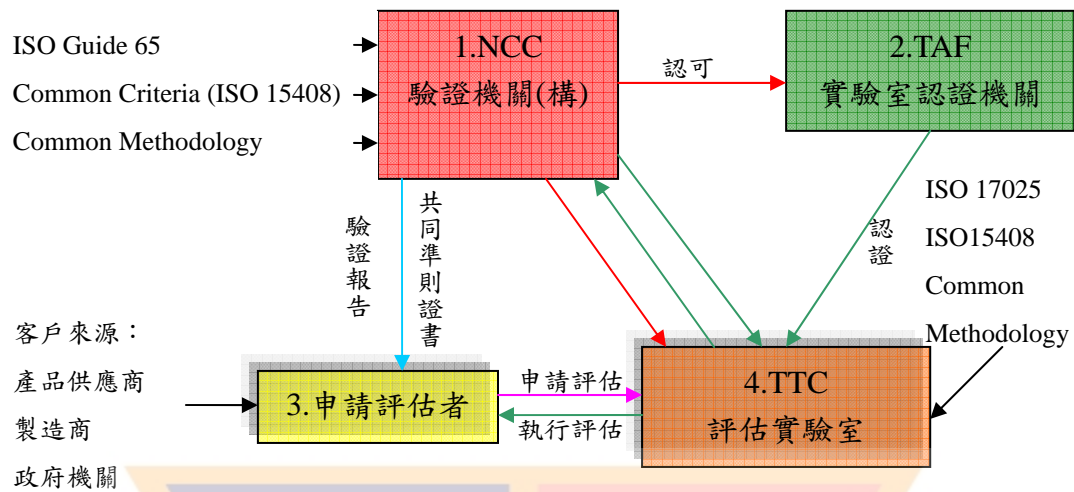 ISO Guide 65
Common Criteria (ISO 15408)
Common Methodology
1.NCC
驗證機關(構)
認可
2.TAF
實驗室認證機關
驗證報告
共同準則證書
認證
ISO 17025
ISO15408
Common
Methodology
客戶來源：
產品供應商
製造商
政府機關
3.申請評估者
申請評估
執行評估
4.TTC
評估實驗室